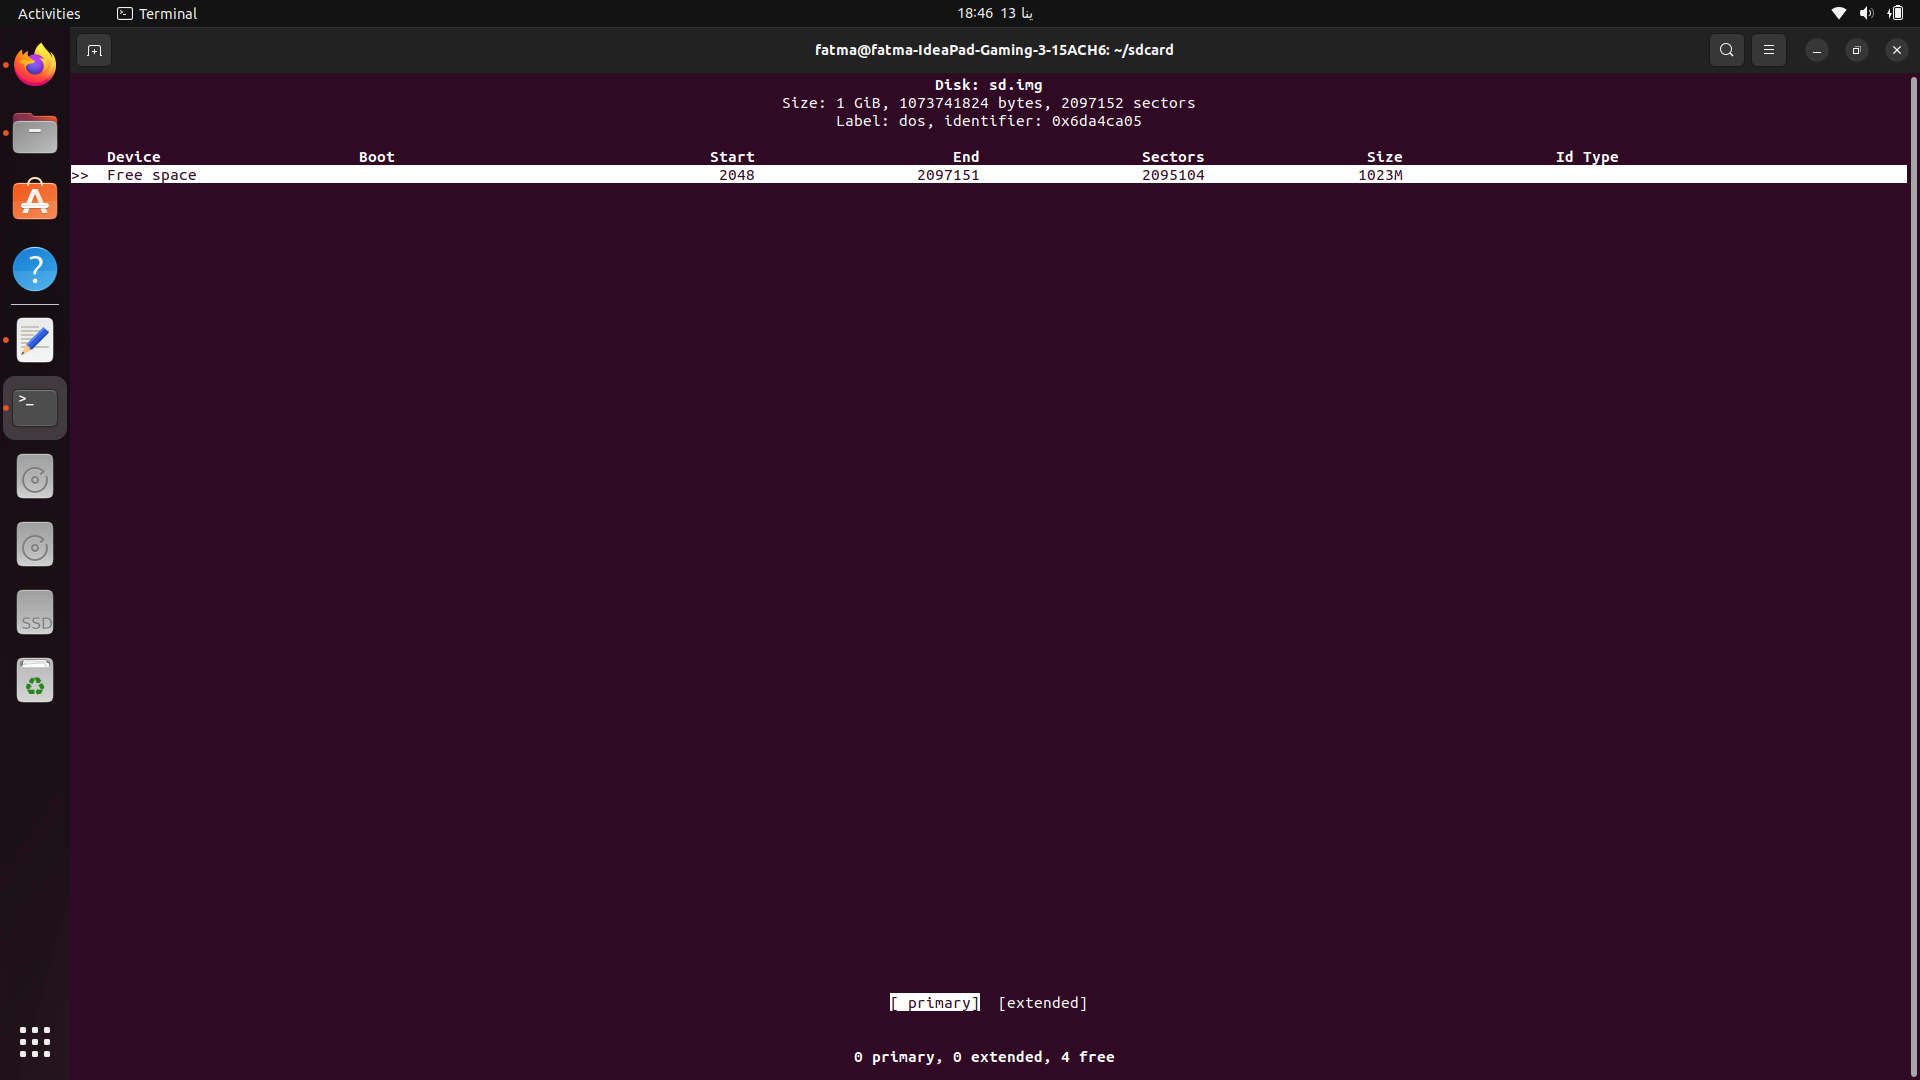 Activities Terminal 18:46 13 ينا
fatma@fatma-IdeaPad-Gaming-3-15ACH6: ~/sdcard
Disk: sd.img
Size: 1 GiB, 1073741824 bytes, 2097152 sectors
Label: dos, identifier: 0x6da4ca05
Device Boot Start End Sectors Size Id Type
>> Free space 2048 2097151 2095104 1023M
>_
SSD
[ primary] [extended]
0 primary, 0 extended, 4 free